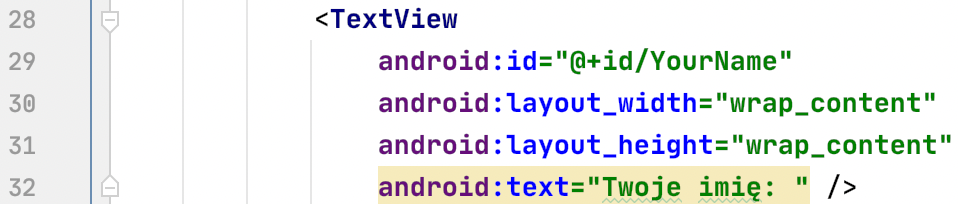 28 <TextView
29 android:id="@+id/YourName"
30 android:layout_width="wrap_content"
31 android:layout_height="wrap_content"
32 android:text="Twoje imię: " />